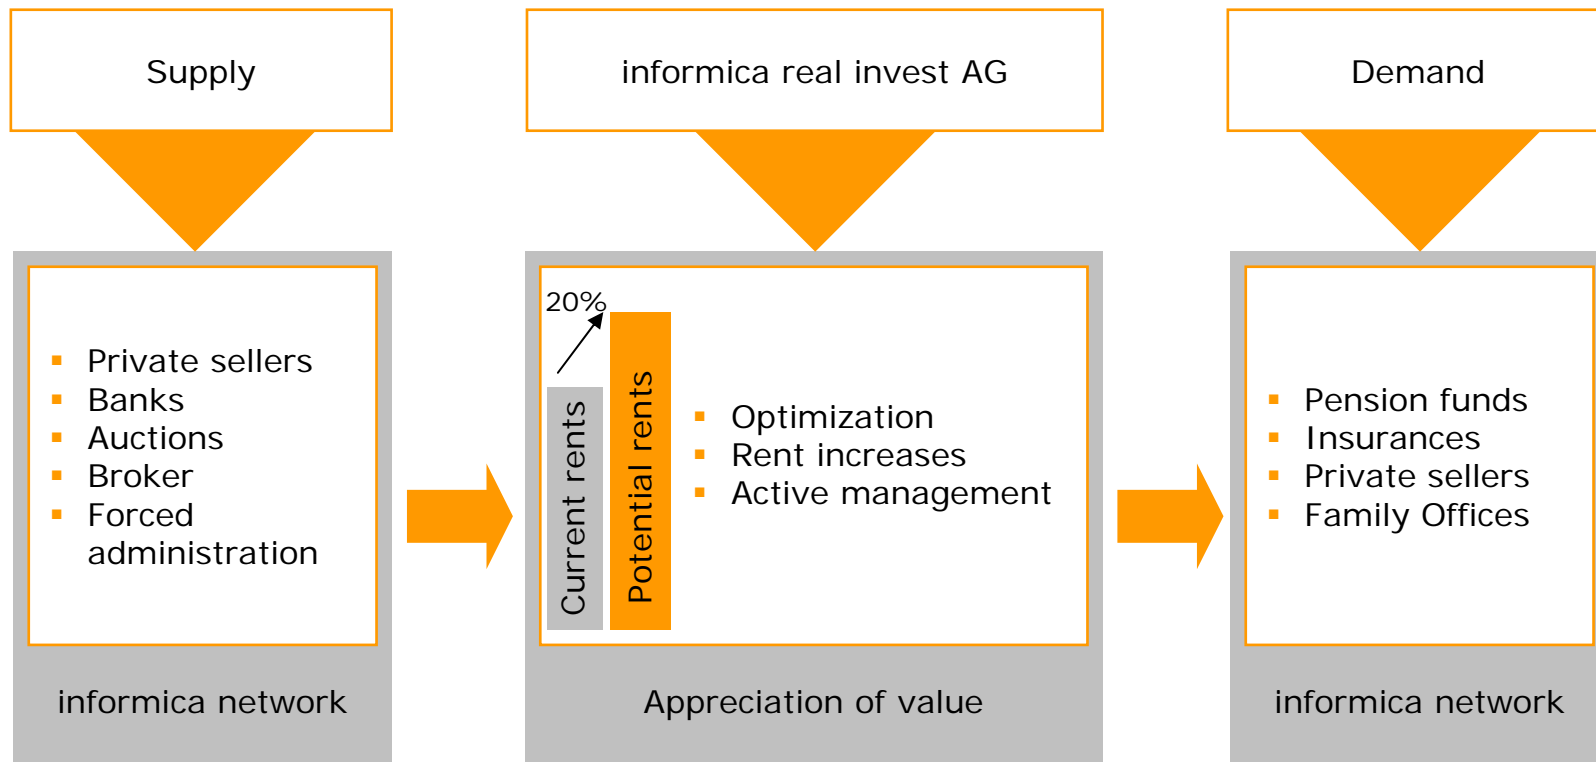 Supply
informica real invest AG
Demand
▪ Private sellers
▪ Banks
▪ Auctions
▪ Broker
▪ Forced
administration
informica network
20%
Current rents
Potential rents
▪ Optimization
▪ Rent increases
▪ Active management
Appreciation of value
▪ Pension funds
▪ Insurances
▪ Private sellers
▪ Family Offices
informica network